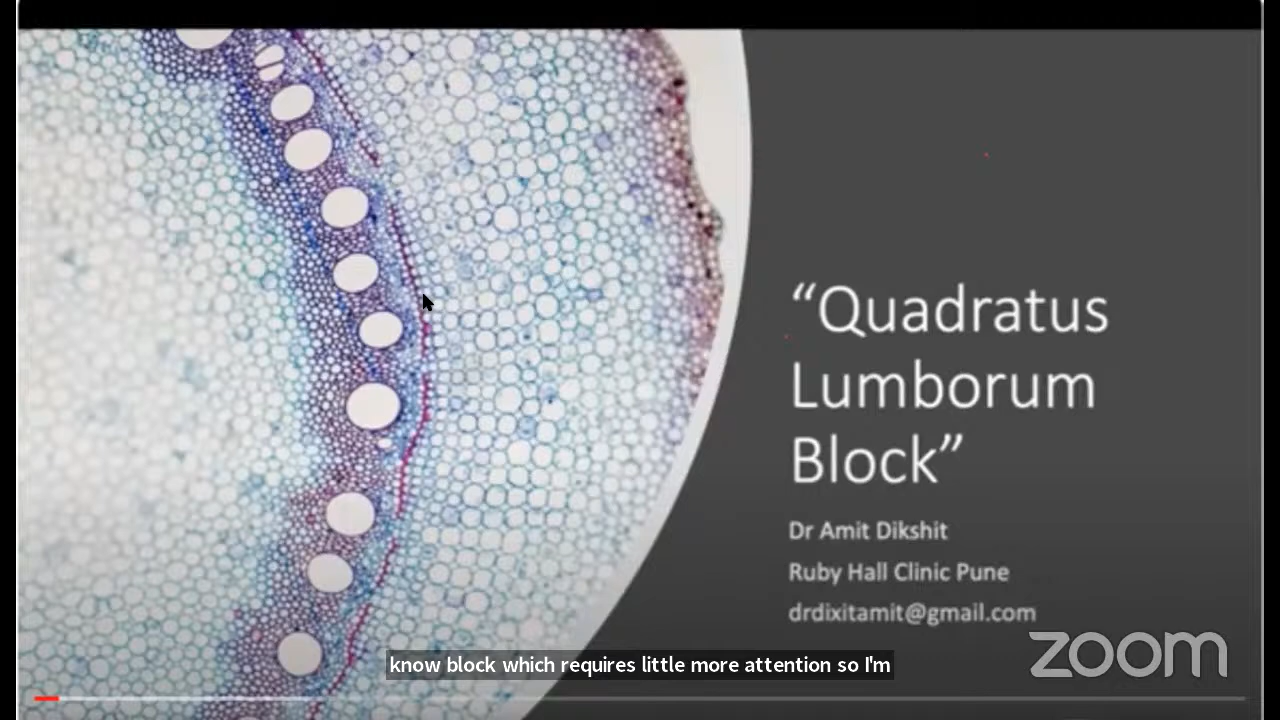 “Quadratus
Lumborum
Block”
Dr Amit Dikshit
Ruby Hall Clinic Pune
drdixitamit@gmail.com
zoom
know block which requires little more attention so I'm